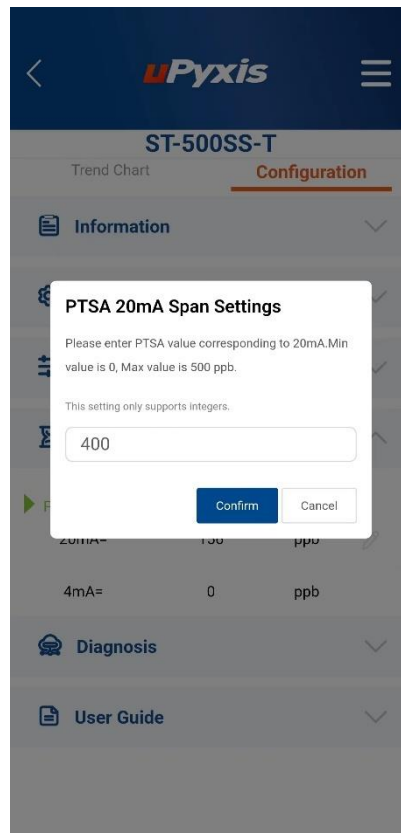 uPyxis
ST-500SS-T
Trend Chart Configuration
Information
PTSA 20mA Span Settings
Please enter PTSA value corresponding to 20mA.Min
value is 0, Max value is 500 ppb.
This setting only supports integers.
400
Confirm Cancel
20mA= 150 ppb
4mA= 0 ppb
Diagnosis
User Guide